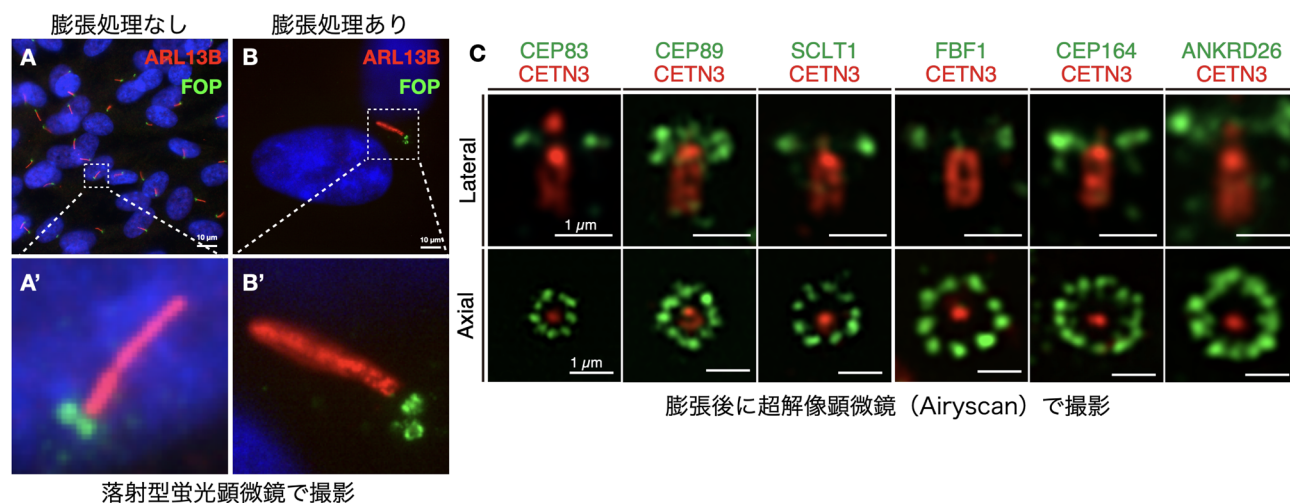 膨張処理なし
膨張処理あり
A
ARL13B
FOP
10 µm
B
ARL13B
FOP
10 µm
A'
B'
落射型蛍光顕微鏡で撮影
C
CEP83
CETN3
CEP89
CETN3
SCLT1
CETN3
FBF1
CETN3
CEP164
CETN3
ANKRD26
CETN3
Lateral
1 µm
Axial
1 µm
膨張後に超解像顕微鏡（Airyscan）で撮影